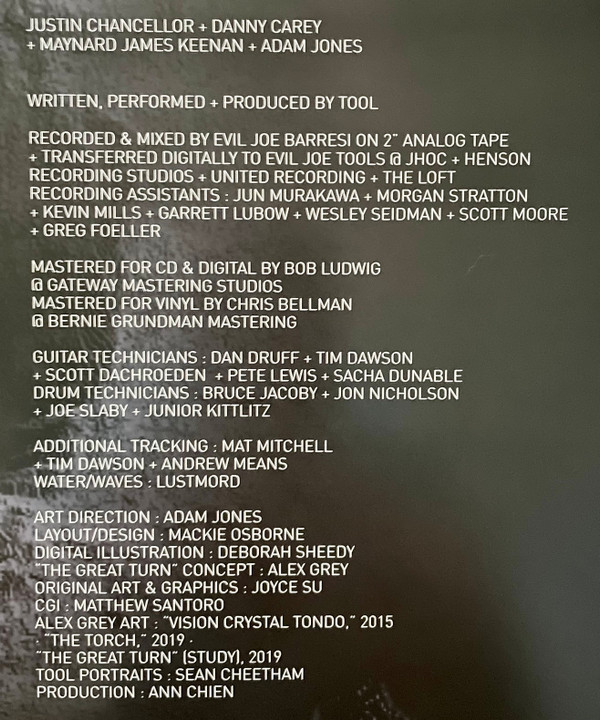 JUSTIN CHANCELLOR + DANNY CAREY
+ MAYNARD JAMES KEENAN + ADAM JONES
WRITTEN, PERFORMED + PRODUCED BY TOOL
RECORDED & MIXED BY EVIL JOE BARRESI ON 2" ANALOG TAPE
+ TRANSFERRED DIGITALLY TO EVIL JOE TOOLS @ JHOC + HENSON
RECORDING STUDIOS + UNITED RECORDING + THE LOFT
RECORDING ASSISTANTS : JUN MURAKAWA + MORGAN STRATTON
+ KEVIN MILLS + GARRETT LUBOW + WESLEY SEIDMAN + SCOTT MOORE
+ GREG FOELLER
MASTERED FOR CD & DIGITAL BY BOB LUDWIG
@ GATEWAY MASTERING STUDIOS
MASTERED FOR VINYL BY CHRIS BELLMAN
@ BERNIE GRUNDMAN MASTERING
GUITAR TECHNICIANS : DAN DRUFF + TIM DAWSON
+ SCOTT DACHROEDEN + PETE LEWIS + SACHA DUNABLE
DRUM TECHNICIANS : BRUCE JACOBY + JON NICHOLSON
+ JOE SLABY + JUNIOR KITTLITZ
ADDITIONAL TRACKING : MAT MITCHELL
+ TIM DAWSON + ANDREW MEANS
WATER/WAVES : LUSTMORD
ART DIRECTION : ADAM JONES
LAYOUT/DESIGN : MACKIE OSBORNE
DIGITAL ILLUSTRATION : DEBORAH SHEEDY
"THE GREAT TURN" CONCEPT : ALEX GREY
ORIGINAL ART & GRAPHICS : JOYCE SU
CGI : MATTHEW SANTORO
ALEX GREY ART : "VISION CRYSTAL TONDO," 2015
· "THE TORCH," 2019 ·
"THE GREAT TURN" (STUDY), 2019
TOOL PORTRAITS : SEAN CHEETHAM
PRODUCTION : ANN CHIEN